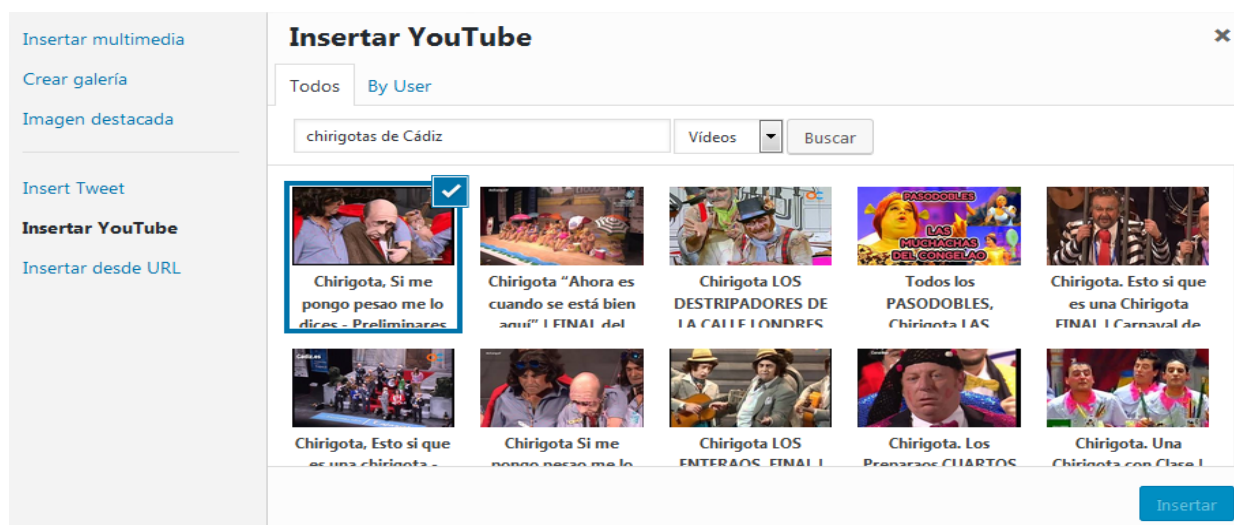 Insertar multimedia
Crear galería
Imagen destacada
Insert Tweet
Insertar YouTube
Insertar desde URL
Insertar YouTube
Todos By User
chirigotas de Cádiz Vídeos Buscar
PASODOBLES
LAS
MUCHACHAS
DEL CONGELAO
Chirigota, Si me
pongo pesao me lo
dices - Preliminares
Chirigota “Ahora es
cuando se está bien
aquí” | FINAL del
Chirigota LOS
DESTRIPADORES DE
LA CALLE LONDRES
Todos los
PASODOBLES,
Chirigota LAS
Chirigota. Esto si que
es una Chirigota
FINAL | Carnaval de
Cadiz.es
Chirigota, Esto si que
es una chirigota -
Chirigota Si me
pongo pesao me lo
Chirigota LOS
ENTERAOS, FINAL |
Chirigota. Los
Preparaos CUARTOS
Chirigota. Una
Chirigota con Clase |
Insertar